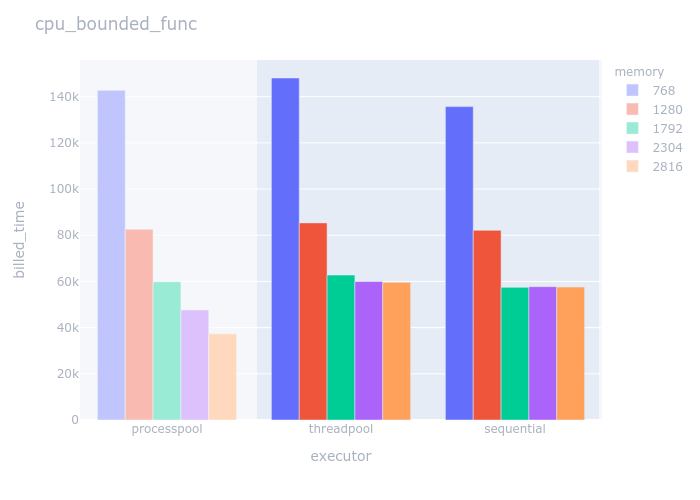 cpu_bounded_func
memory
768
1280
1792
2304
2816
billed_time
140k
120k
100k
80k
60k
40k
20k
0
processpool threadpool sequential
executor